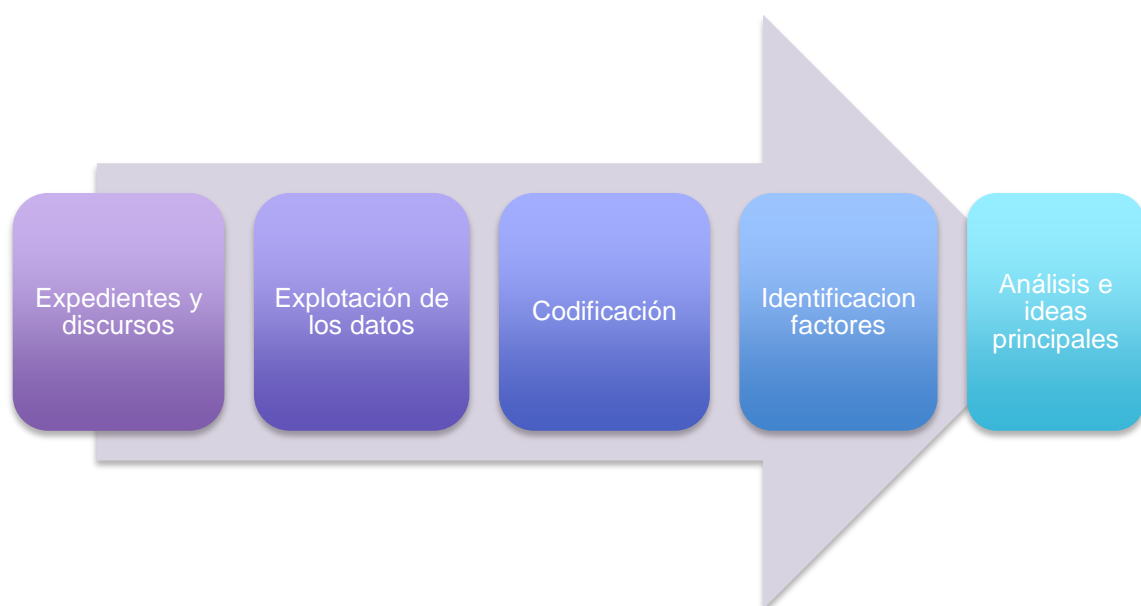 Expedientes y
discursos
Explotación de
los datos
Codificación
Identificacion
factores
Análisis e
ideas
principales